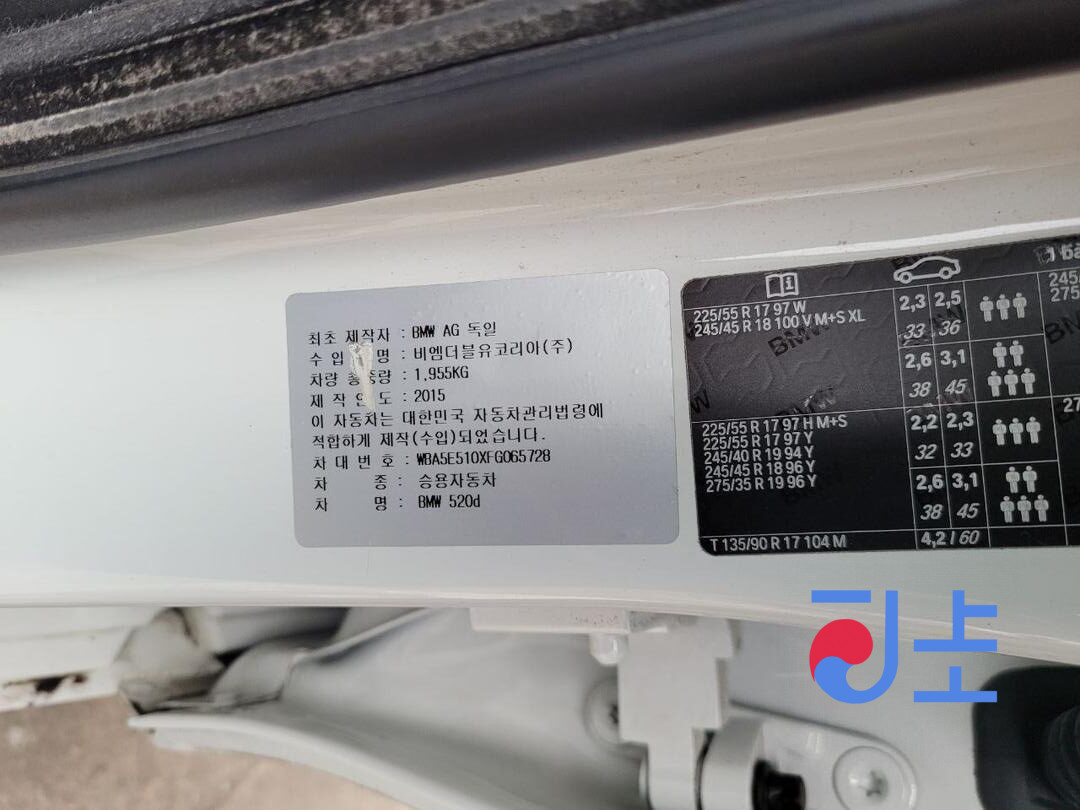 최초 제작자 : BMW AG 독일
수 입 명 : 비엠더블유코리아(주)
차량 총중량 : 1,955KG
제 작 연 도 : 2015
이 자동차는 대한민국 자동차관리법령에
적합하게 제작(수입)되었습니다.
차 대 번 호 : WBA5E510XFG065728
차 종 : 승용자동차
차 명 : BMW 520d
225/55 R 17 97 W
245/45 R 18 100 V M+S XL
2,3 2,5
33 36
2,6 3,1
38 45
225/55 R 17 97 H M+S
225/55 R 17 97 Y
245/40 R 19 94 Y
245/45 R 18 96 Y
275/35 R 19 96 Y
2,2 2,3
32 33
2,6 3,1
38 45
T 135/90 R 17 104 M
4,2 / 60
245/
275/